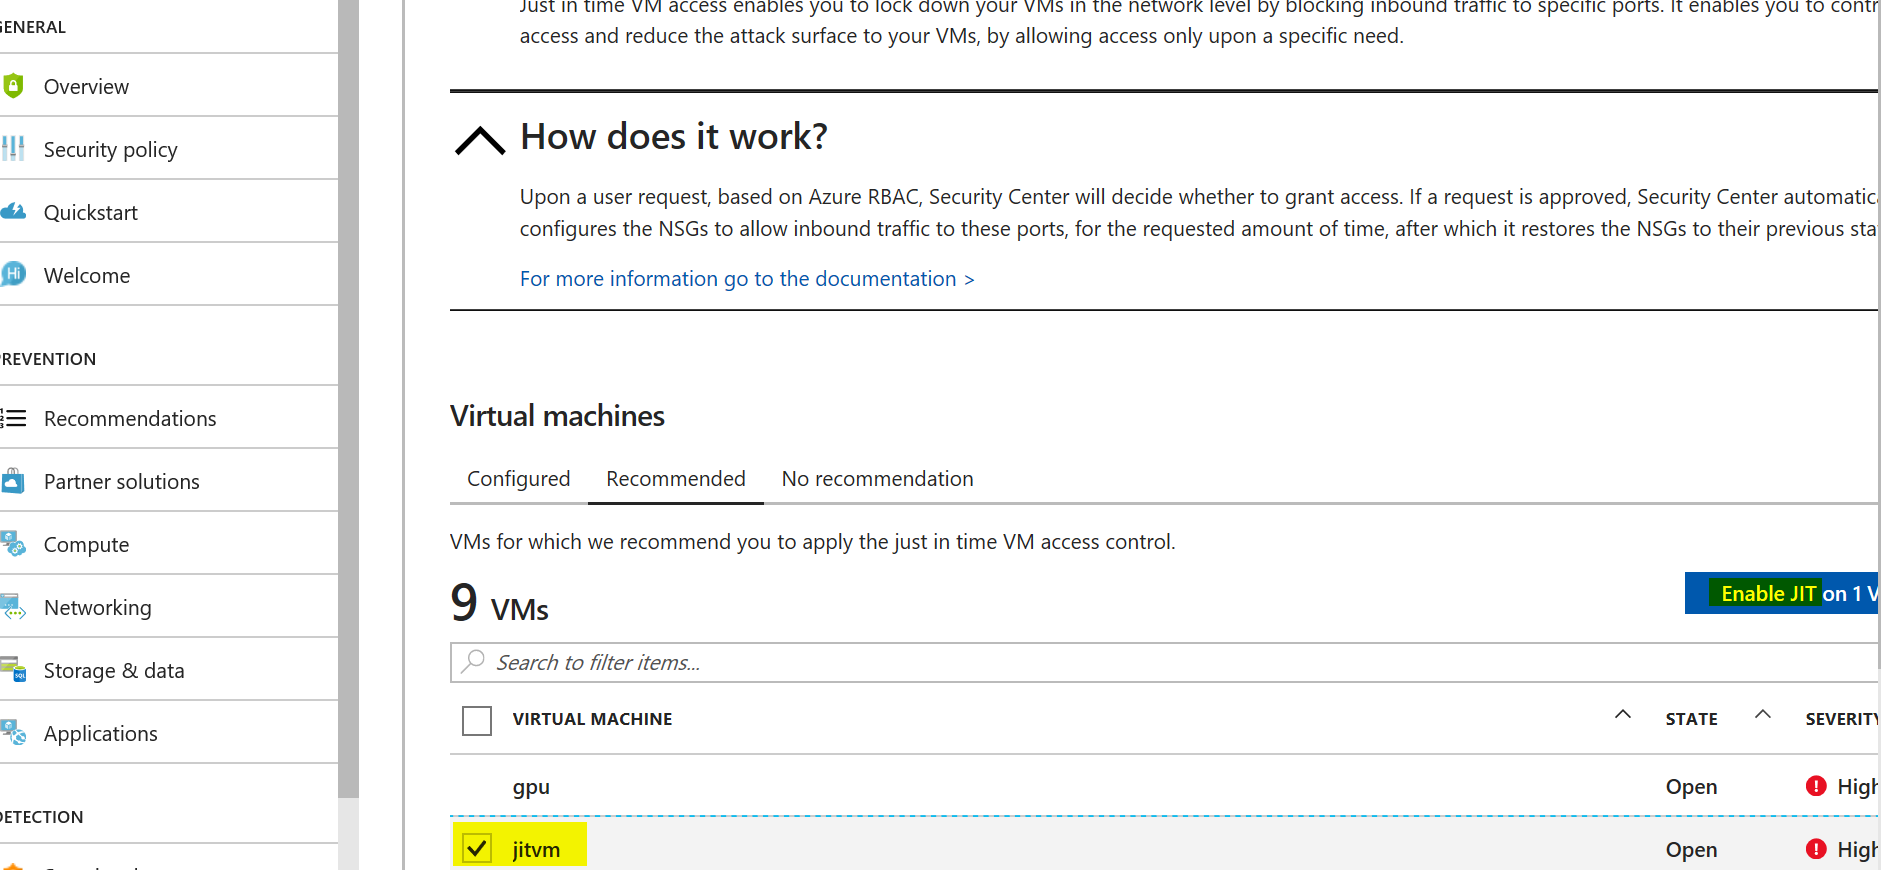 GENERAL
Overview
Security policy
Quickstart
Hi
Welcome
PREVENTION
Recommendations
Partner solutions
Compute
Networking
SQL
Storage & data
Applications
DETECTION
Just in time VM access enables you to lock down your VMs in the network level by blocking inbound traffic to specific ports. It enables you to contr
access and reduce the attack surface to your VMs, by allowing access only upon a specific need.
How does it work?
Upon a user request, based on Azure RBAC, Security Center will decide whether to grant access. If a request is approved, Security Center automatica
configures the NSGs to allow inbound traffic to these ports, for the requested amount of time, after which it restores the NSGs to their previous sta
For more information go to the documentation >
Virtual machines
Configured Recommended No recommendation
VMs for which we recommend you to apply the just in time VM access control.
9 VMs
Enable JIT on 1 V
Search to filter items...
VIRTUAL MACHINE STATE SEVERITY
gpu Open High
jitvm Open High